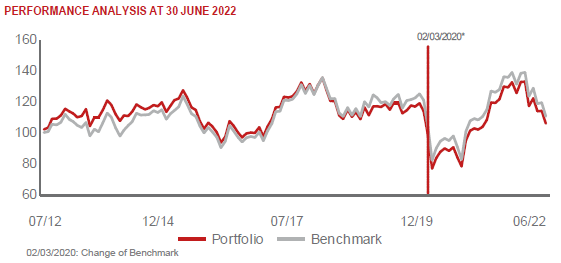 PERFORMANCE ANALYSIS AT 30 JUNE 2022
02/03/2020*
160
140
120
100
80
60
07/12 12/14 07/17 12/19 06/22
Portfolio Benchmark
02/03/2020: Change of Benchmark